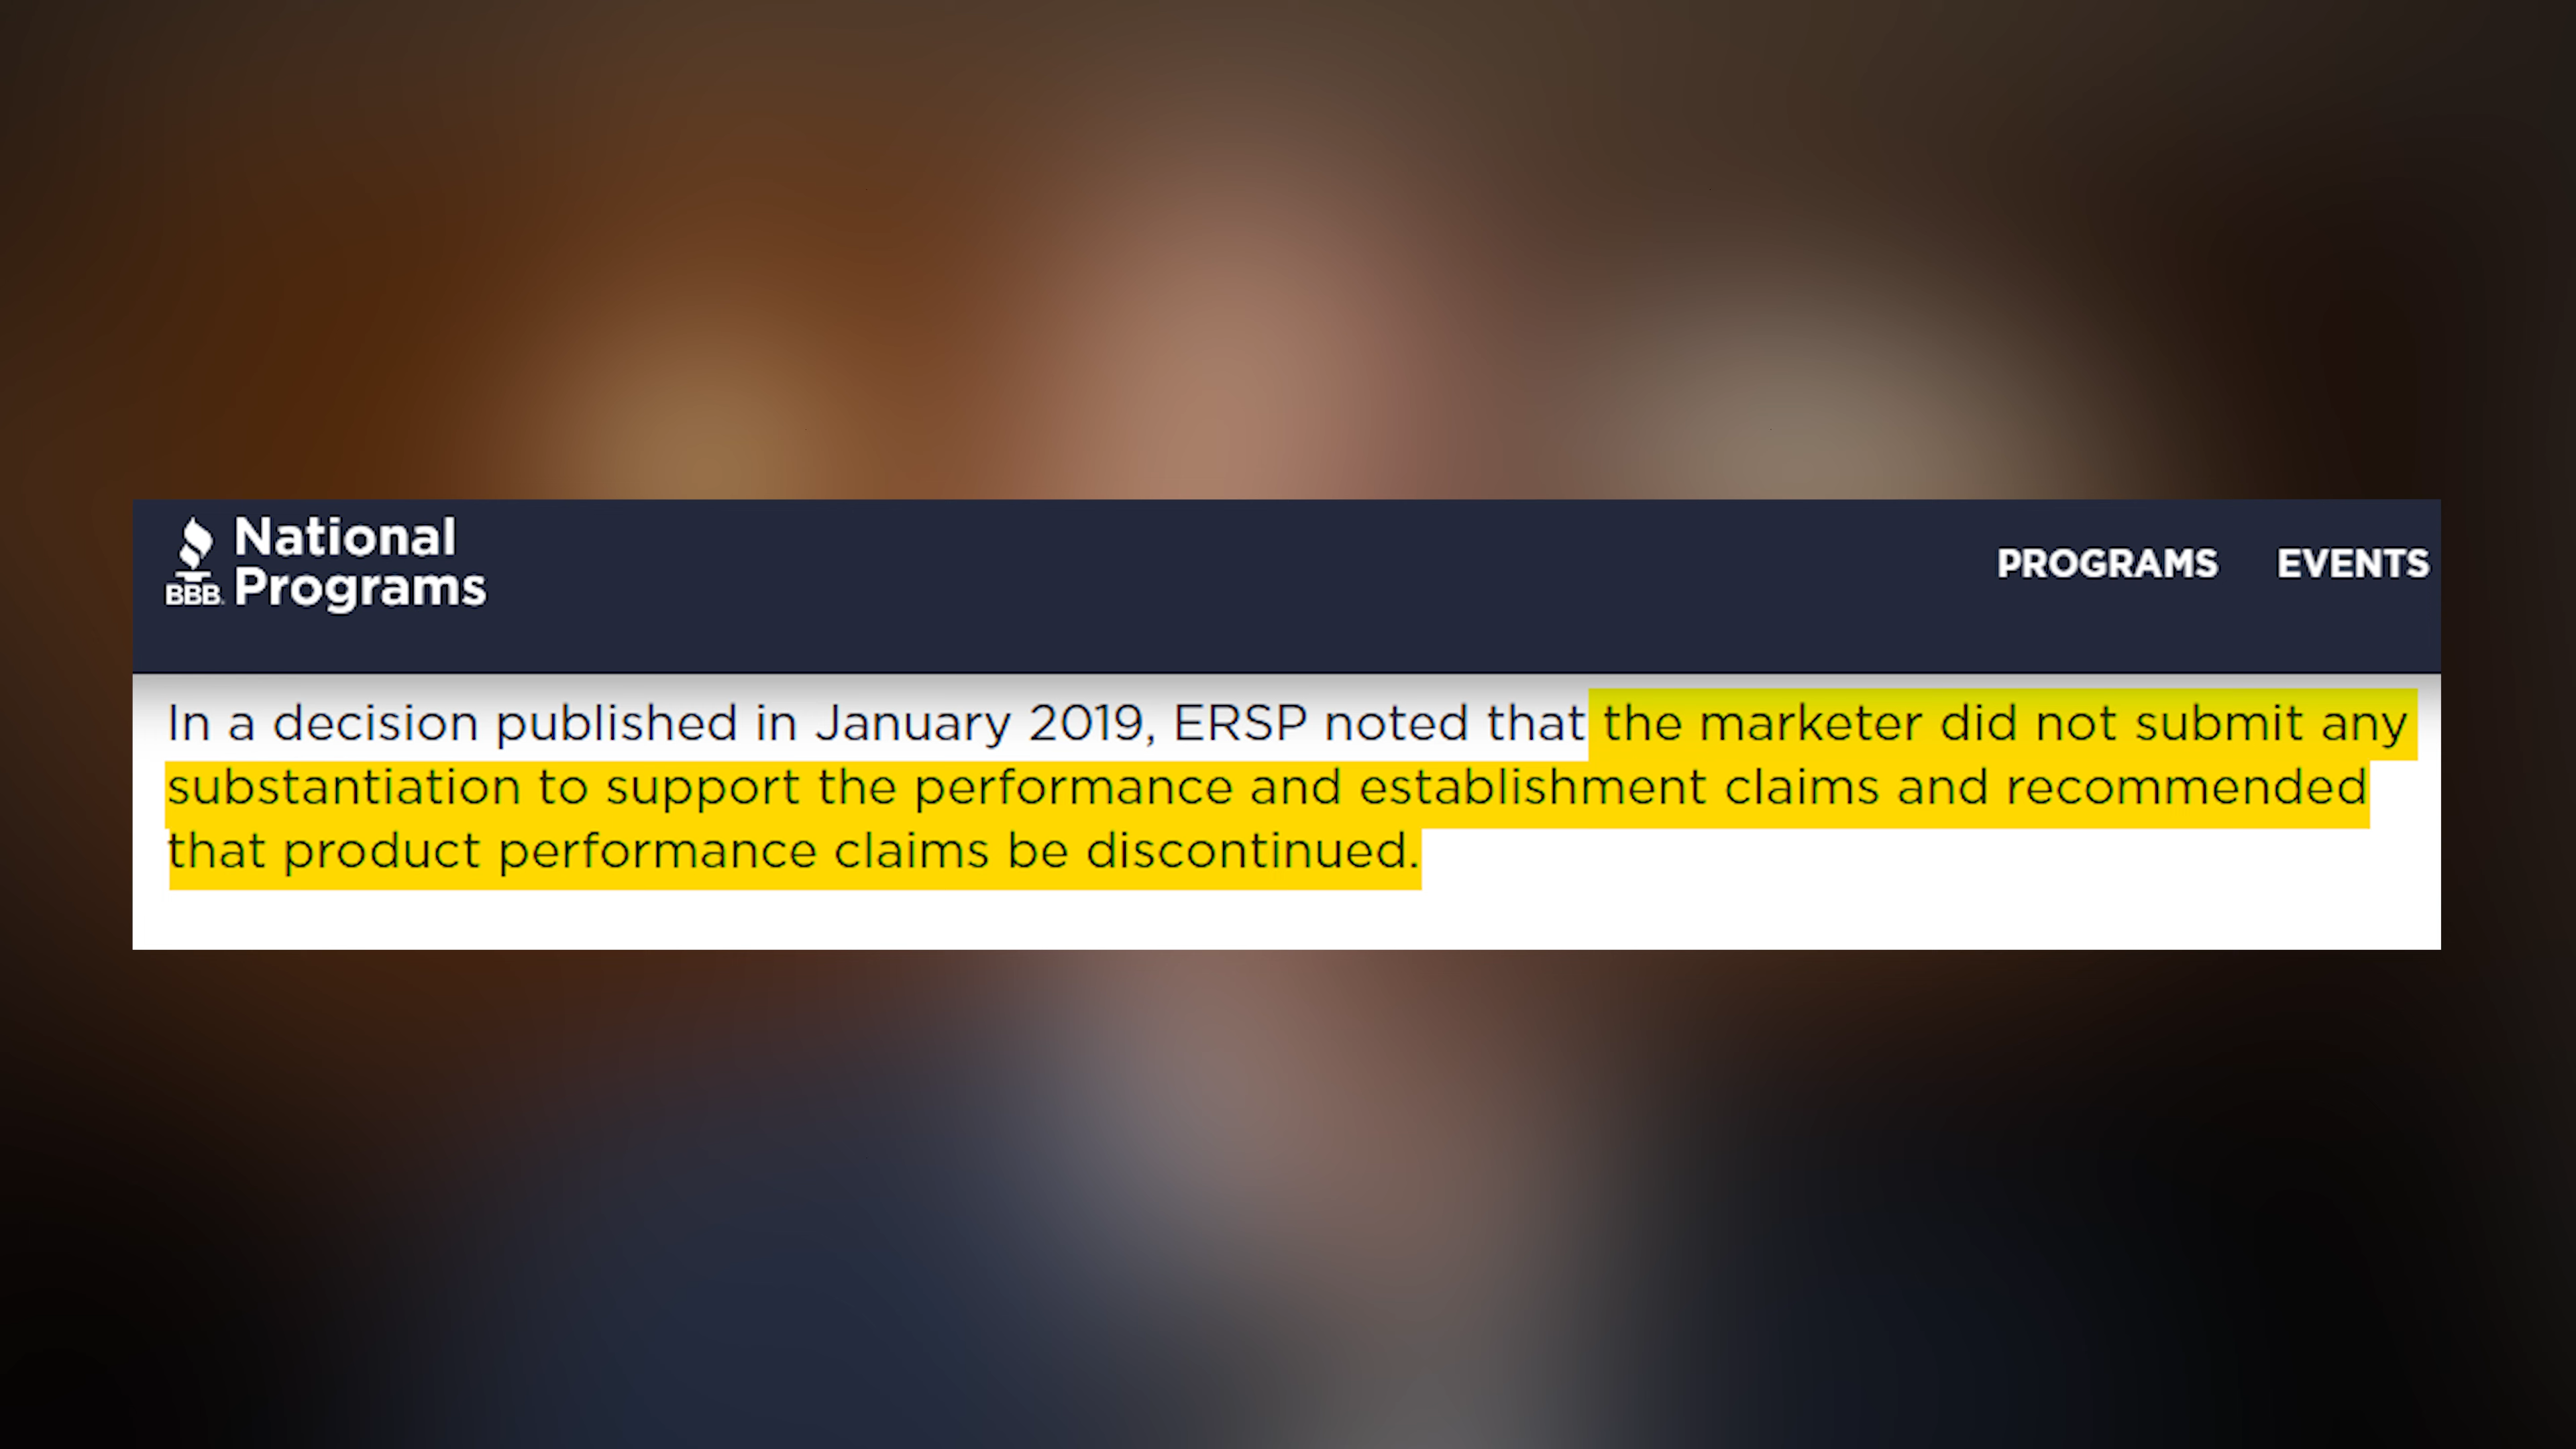 National
BBB. Programs
PROGRAMS EVENTS
In a decision published in January 2019, ERSP noted that the marketer did not submit any
substantiation to support the performance and establishment claims and recommended
that product performance claims be discontinued.